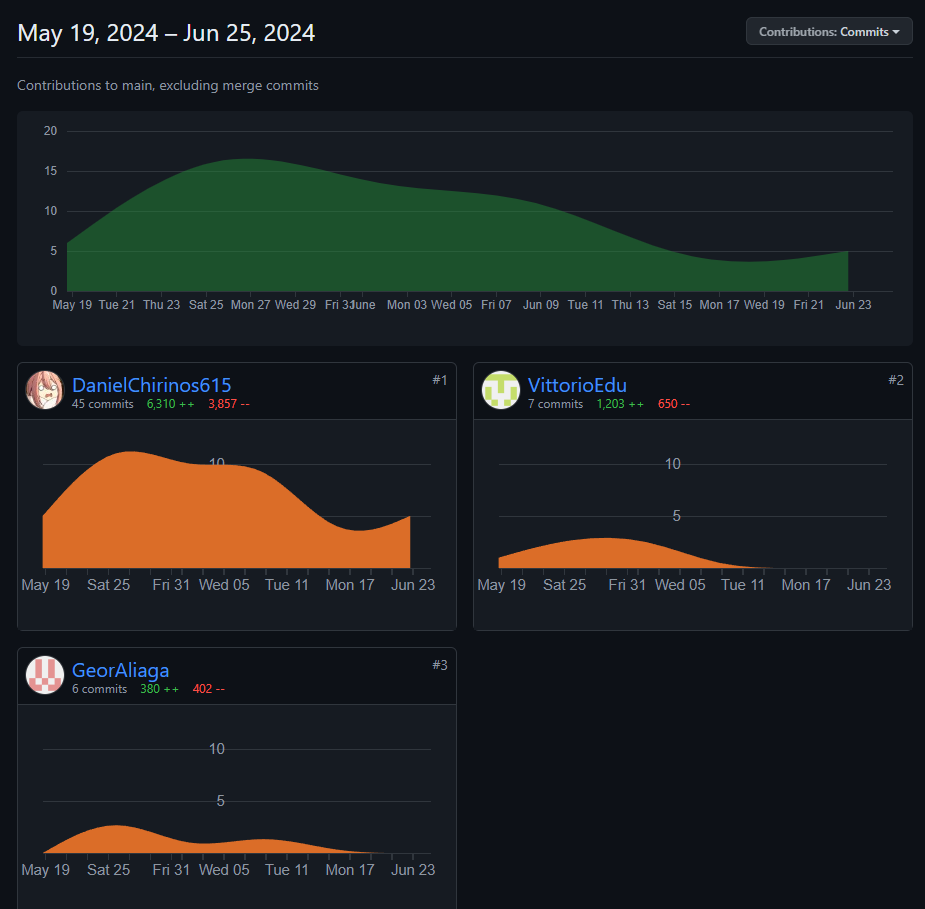 May 19, 2024 – Jun 25, 2024
Contributions: Commits
Contributions to main, excluding merge commits
20
15
10
5
0
May 19 Tue 21 Thu 23 Sat 25 Mon 27 Wed 29 Fri 31 June Mon 03 Wed 05 Fri 07 Jun 09 Tue 11 Thu 13 Sat 15 Mon 17 Wed 19 Fri 21 Jun 23
DanielChirinos615 #1
45 commits 6,310 ++ 3,857 --
10
May 19 Sat 25 Fri 31 Wed 05 Tue 11 Mon 17 Jun 23
VittorioEdu #2
7 commits 1,203 ++ 650 --
10
5
May 19 Sat 25 Fri 31 Wed 05 Tue 11 Mon 17 Jun 23
GeorAliaga #3
6 commits 380 ++ 402 --
10
5
May 19 Sat 25 Fri 31 Wed 05 Tue 11 Mon 17 Jun 23